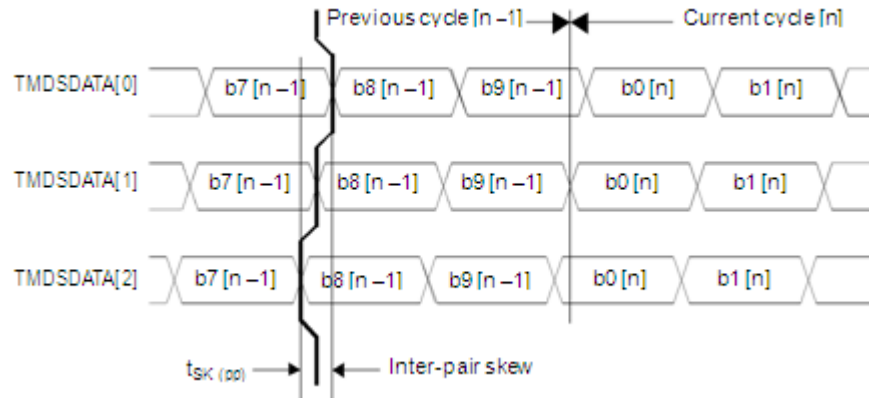 Previous cycle [n –1] Current cycle [n]
TMDSDATA[0] b7 [n –1] b8 [n –1] b9 [n –1] b0 [n] b1 [n]
TMDSDATA[1] b7 [n –1] b8 [n –1] b9 [n –1] b0 [n] b1 [n]
TMDSDATA[2] b7 [n –1] b8 [n –1] b9 [n –1] b0 [n] b1 [n]
tSK (pp) Inter-pair skew